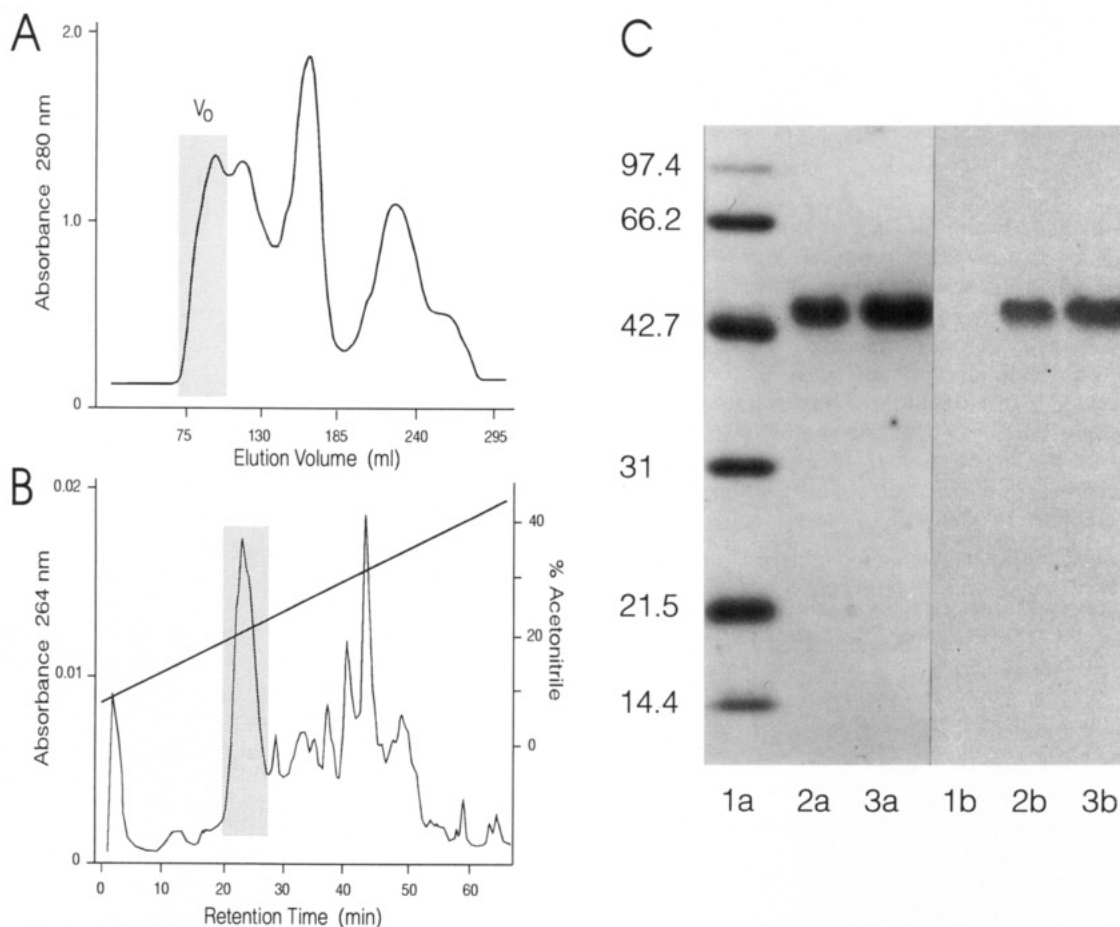 A
Absorbance 280 nm
2.0
1.0
0
V0
75 130 185 240 295
Elution Volume (ml)
B
Absorbance 264 nm
0.02
0.01
0
40
20
0
% Acetonitrile
0 10 20 30 40 50 60
Retention Time (min)
C
97.4
66.2
42.7
31
21.5
14.4
1a 2a 3a 1b 2b 3b